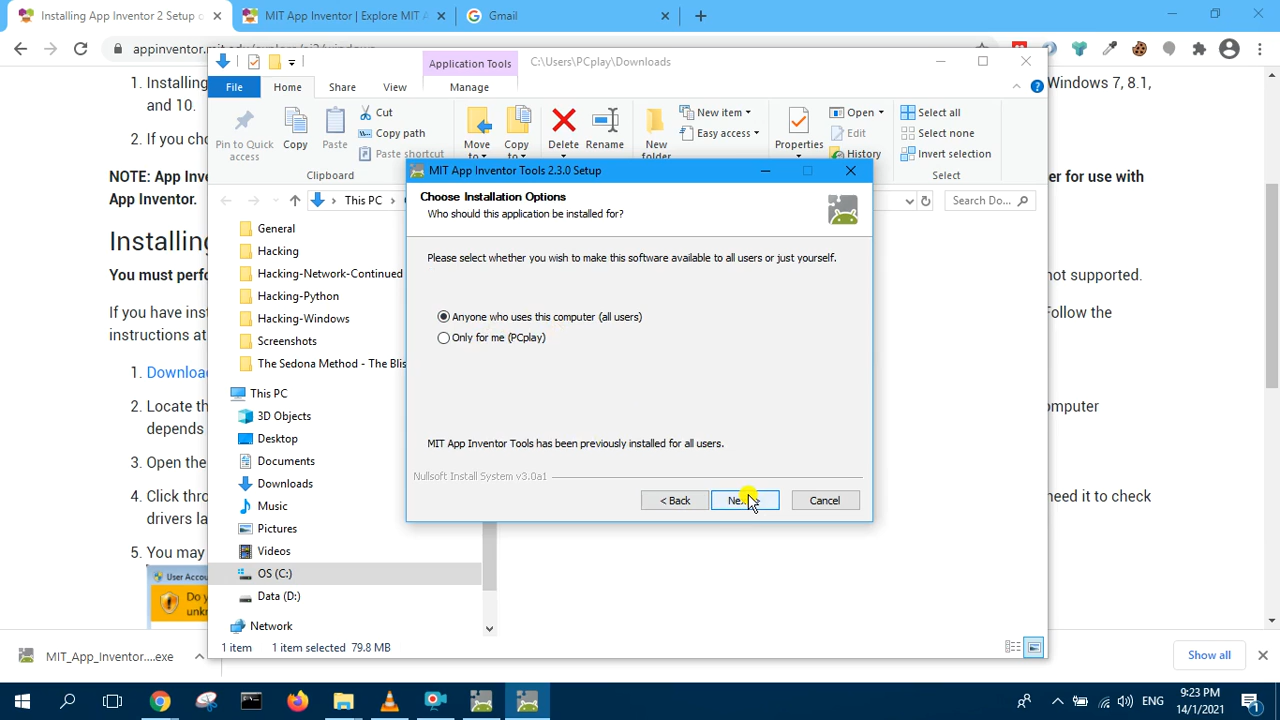 Installing App Inventor 2 Setup o
MIT App Inventor | Explore MIT A
Gmail
appinventor.mit.edu/explore/ai2/windows
1. Installing
Windows 7, 8.1,
and 10.
2. If you cho
NOTE: App Inve
er for use with
App Inventor.
Installing
You must perfo
not supported.
If you have inst
Follow the
instructions at
1. Download
2. Locate th
omputer
depends
3. Open the
4. Click thro
need it to check
drivers la
5. You may
User Accou
Do y
unkn
Application Tools
C:\Users\PCplay\Downloads
File
Home
Share
View
Manage
Pin to Quick access
Copy
Paste
Cut
Copy path
Paste shortcut
Move to
Copy to
Delete
Rename
New folder
New item
Easy access
Properties
Open
Edit
History
Select all
Select none
Invert selection
Clipboard
Select
This PC
Search Do...
General
Hacking
Hacking-Network-Continued
Hacking-Python
Hacking-Windows
Screenshots
The Sedona Method - The Blis
This PC
3D Objects
Desktop
Documents
Downloads
Music
Pictures
Videos
OS (C:)
Data (D:)
Network
1 item
1 item selected 79.8 MB
MIT App Inventor Tools 2.3.0 Setup
Choose Installation Options
Who should this application be installed for?
Please select whether you wish to make this software available to all users or just yourself.
Anyone who uses this computer (all users)
Only for me (PCplay)
MIT App Inventor Tools has been previously installed for all users.
Nullsoft Install System v3.0a1
< Back
Next >
Cancel
MIT_App_Inventor....exe
Show all
ENG
9:23 PM
14/1/2021
1